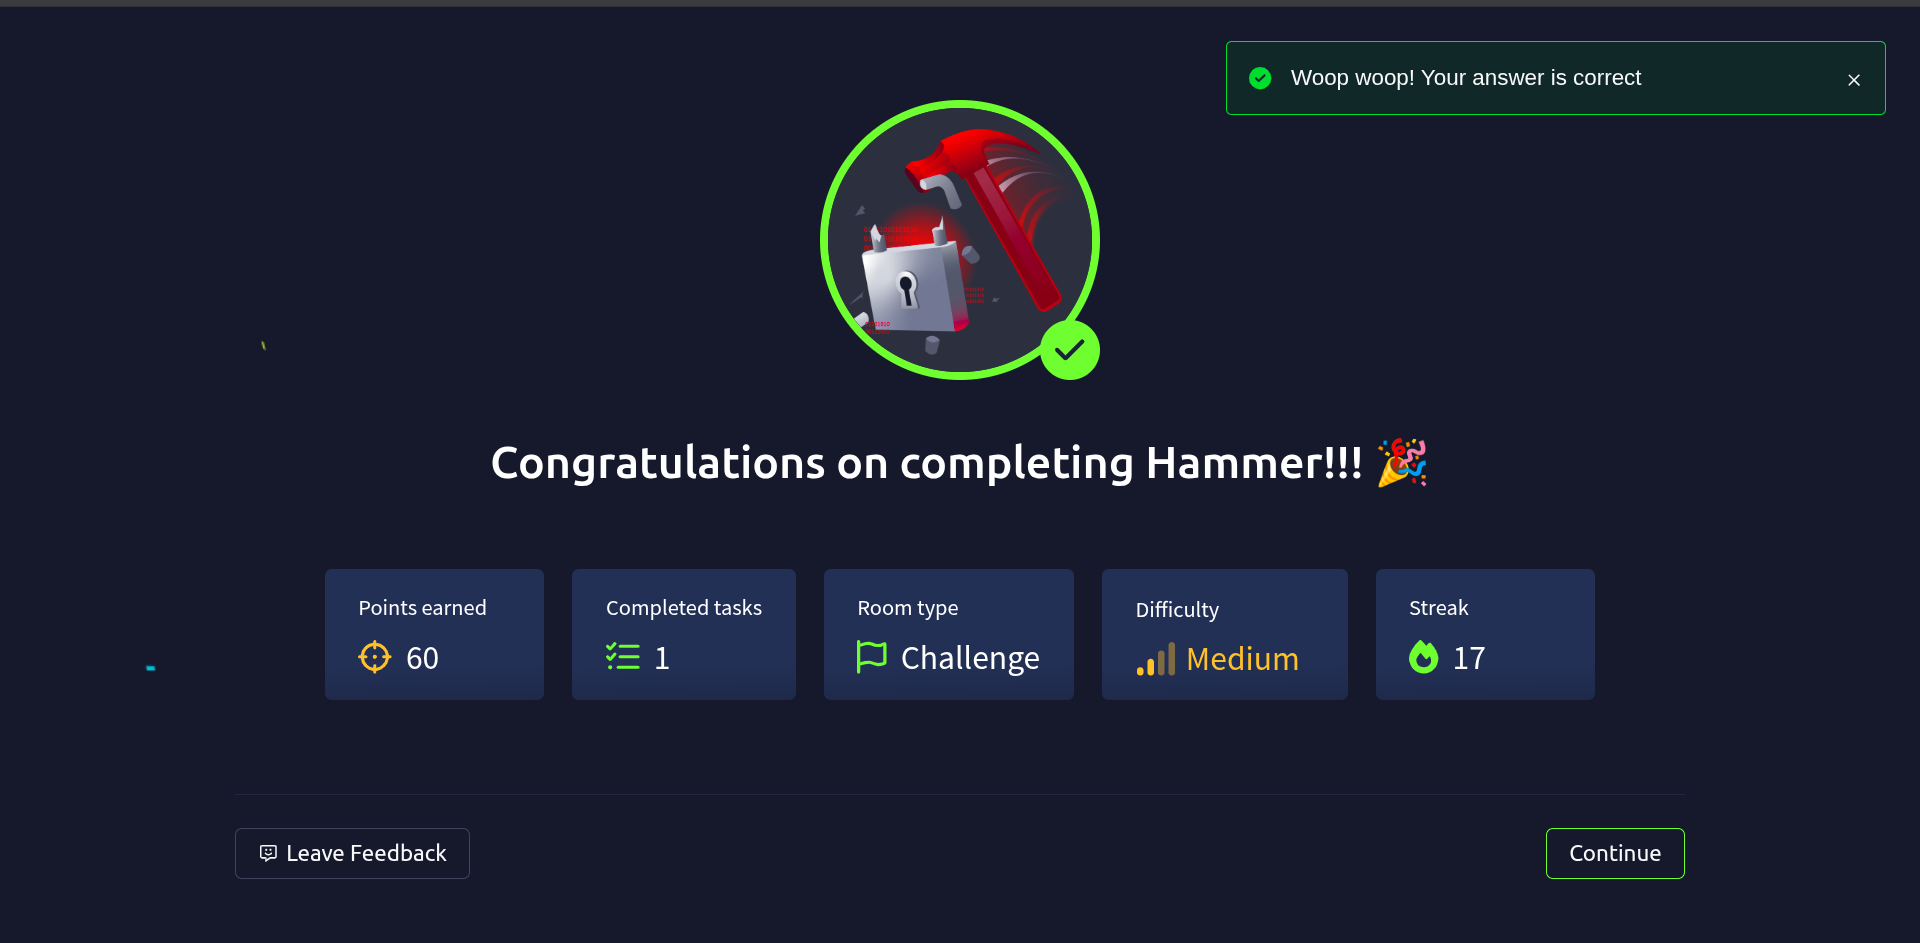 Woop woop! Your answer is correct
Congratulations on completing Hammer!!! 🎉
Points earned
60
Completed tasks
1
Room type
Challenge
Difficulty
Medium
Streak
17
Leave Feedback
Continue